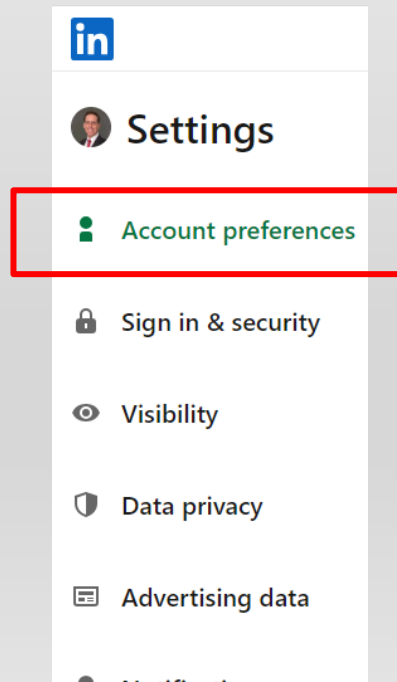 in
Settings
Account preferences
Sign in & security
Visibility
Data privacy
Advertising data